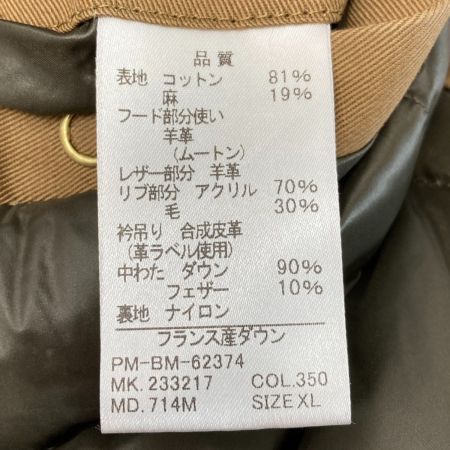 品質
表地 コットン 81%
麻 19%
フード部分使い
羊革
(ムートン)
レザー部分 羊革
リブ部分 アクリル 70%
毛 30%
衿吊り 合成皮革
(革ラベル使用)
中わた ダウン 90%
フェザー 10%
裏地 ナイロン
フランス産ダウン
PM-BM-62374
MK. 233217 COL. 350
MD. 714M SIZE XL